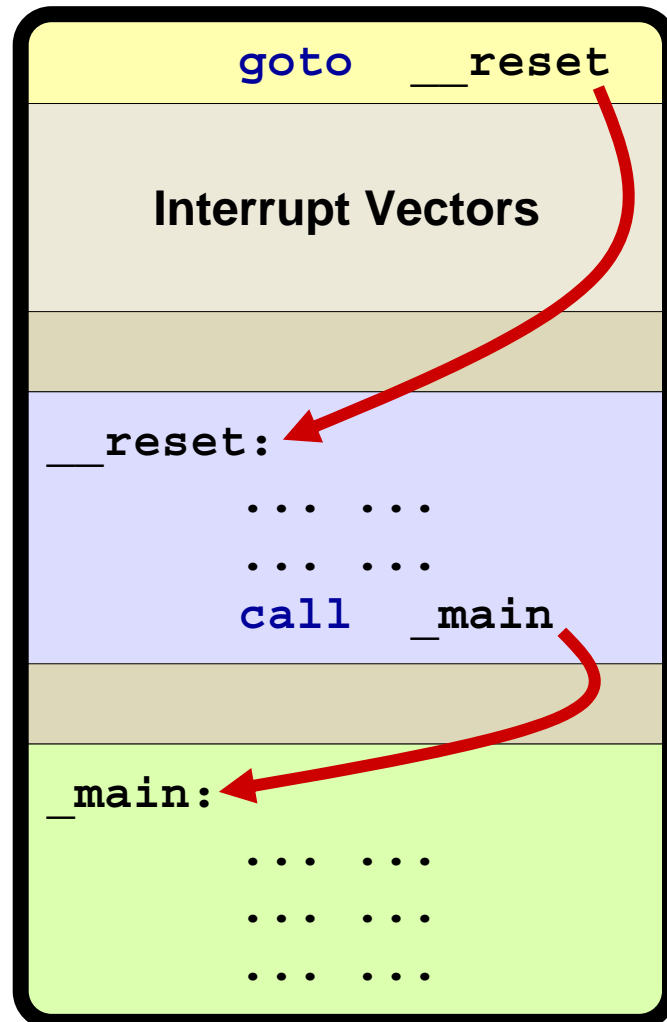 goto __reset
Interrupt Vectors
__reset:
... ...
... ...
call _main
_main:
... ...
... ...
... ...